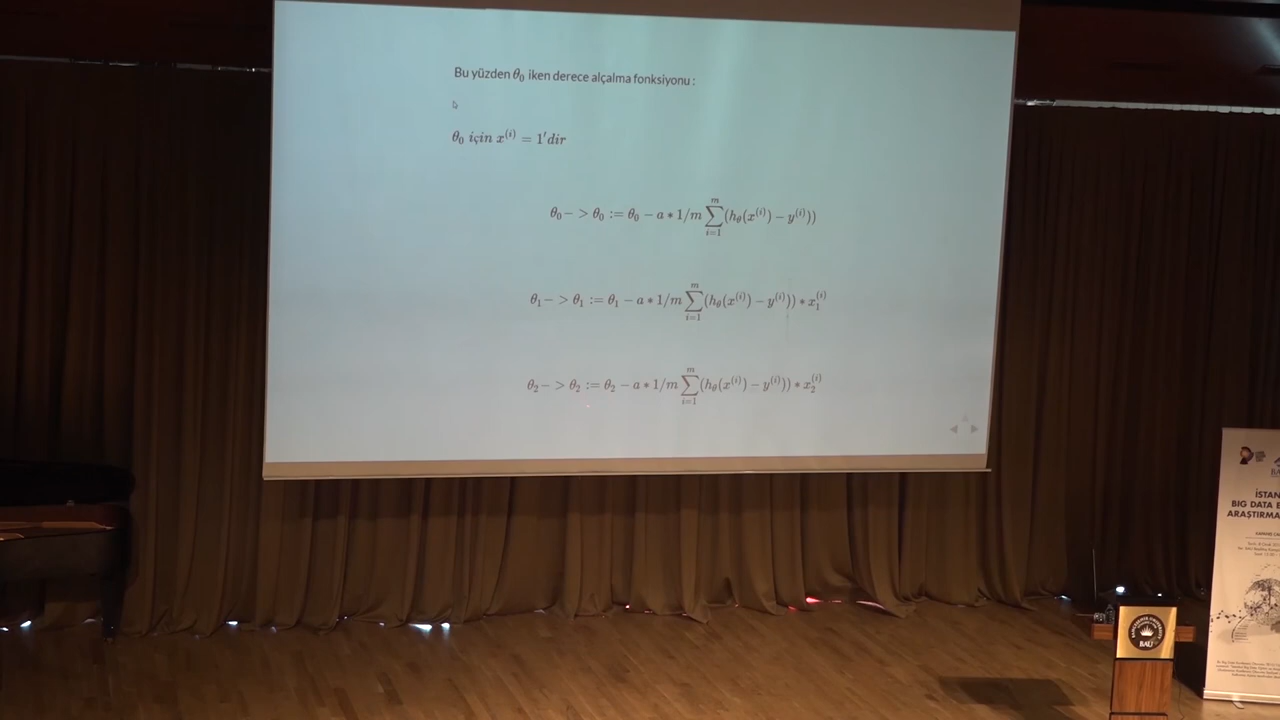 Bu yüzden θ₀ iken derece alçalma fonksiyonu :
θ₀ için x⁽ⁱ⁾ = 1'dir
θ₀− > θ₀ := θ₀ − a ∗ 1/m ∑ᵢ₌₁ᵐ (h_θ(x⁽ⁱ⁾) − y⁽ⁱ⁾))
θ₁− > θ₁ := θ₁ − a ∗ 1/m ∑ᵢ₌₁ᵐ (h_θ(x⁽ⁱ⁾) − y⁽ⁱ⁾)) ∗ x₁⁽ⁱ⁾
θ₂− > θ₂ := θ₂ − a ∗ 1/m ∑ᵢ₌₁ᵐ (h_θ(x⁽ⁱ⁾) − y⁽ⁱ⁾)) ∗ x₂⁽ⁱ⁾
İSTAN
BIG DATA E
ARAŞTIRMA
BAU